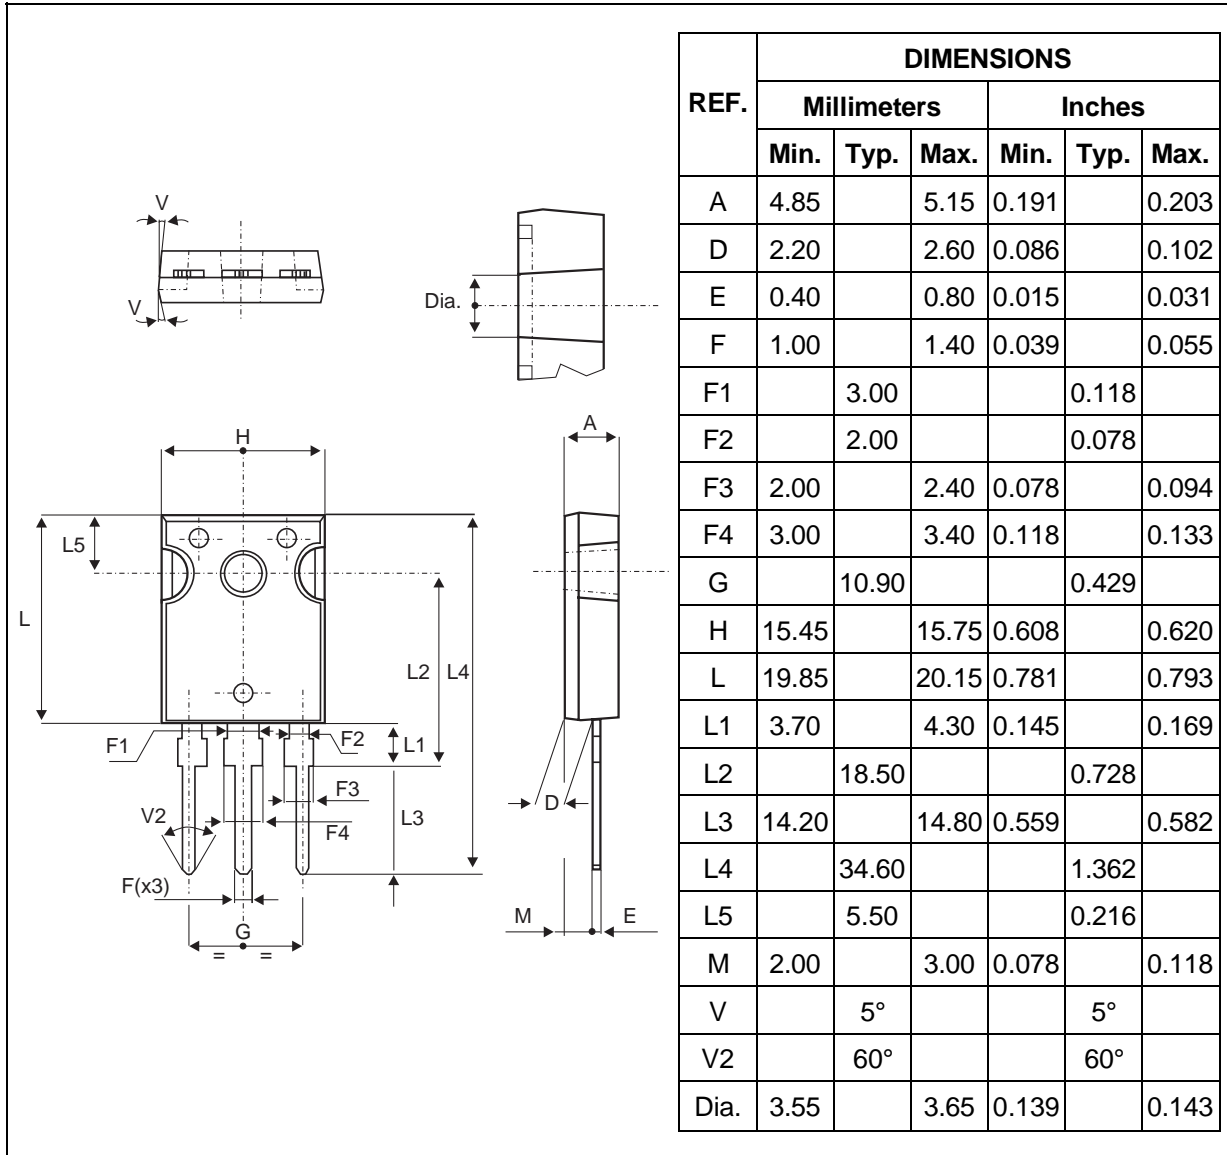 V
V
Dia.
H
A
L5
L
L2
L4
F1
F2
L1
F3
D
V2
F4
L3
F(x3)
M
E
G
= =
REF. DIMENSIONS
Millimeters Inches
Min. Typ. Max. Min. Typ. Max.
A 4.85 5.15 0.191 0.203
D 2.20 2.60 0.086 0.102
E 0.40 0.80 0.015 0.031
F 1.00 1.40 0.039 0.055
F1 3.00 0.118
F2 2.00 0.078
F3 2.00 2.40 0.078 0.094
F4 3.00 3.40 0.118 0.133
G 10.90 0.429
H 15.45 15.75 0.608 0.620
L 19.85 20.15 0.781 0.793
L1 3.70 4.30 0.145 0.169
L2 18.50 0.728
L3 14.20 14.80 0.559 0.582
L4 34.60 1.362
L5 5.50 0.216
M 2.00 3.00 0.078 0.118
V 5° 5°
V2 60° 60°
Dia. 3.55 3.65 0.139 0.143